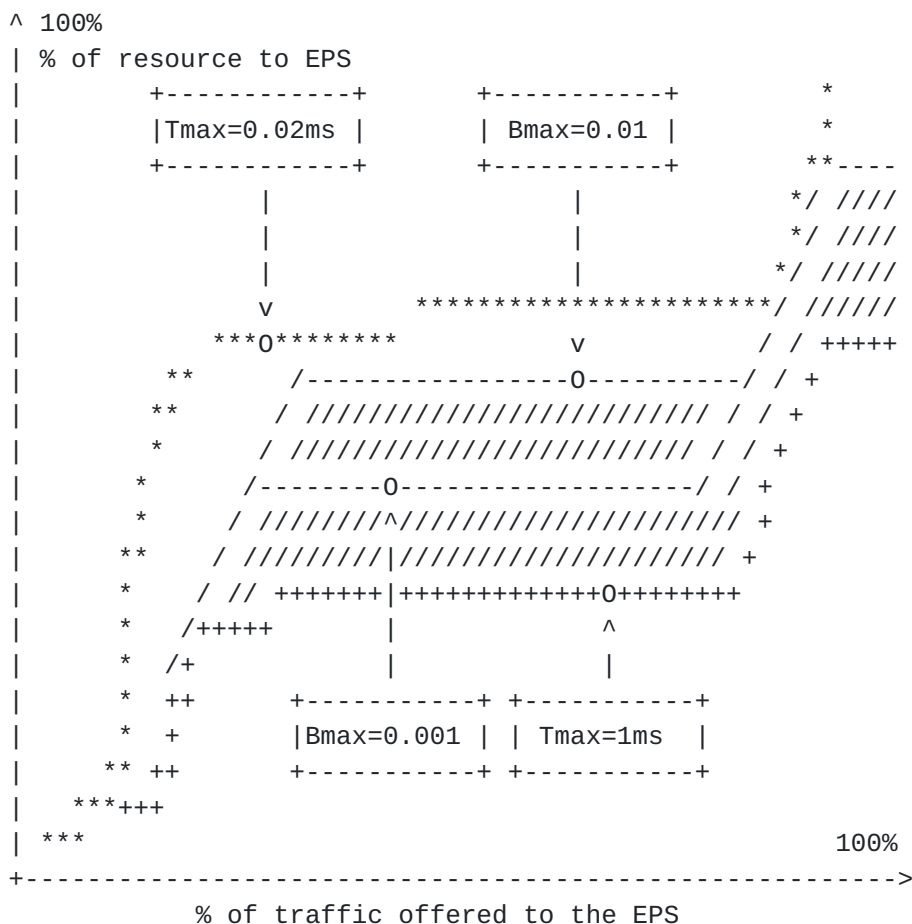 ^ 100%
| % of resource to EPS
|        +------------+       +-----------+         *
|        |Tmax=0.02ms |       | Bmax=0.01 |         *
|        +------------+       +-----------+        **----
|               |                   |             */ ////
|               |                   |             */ ////
|               |                   |            */ /////
|               v         ***********************/ //////
|            ***O********           v           / / +++++
|         **      /-----------------O----------/ / +
|        **      / ////////////////////////// / / +
|        *      / ////////////////////////// / / +
|       *      /--------O-------------------/ / +
|       *     / ////////^////////////////////// +
|      **    / /////////|///////////////////// +
|      *    / // +++++++|+++++++++++++O++++++++
|      *   /+++++       |             ^
|      *  /+            |             |
|      *  ++      +-----------+ +-----------+
|      *  +       |Bmax=0.001 | | Tmax=1ms  |
|     ** ++       +-----------+ +-----------+
|   ***+++
| ***                                                100%
+-------------------------------------------------------->
% of traffic offered to the EPS